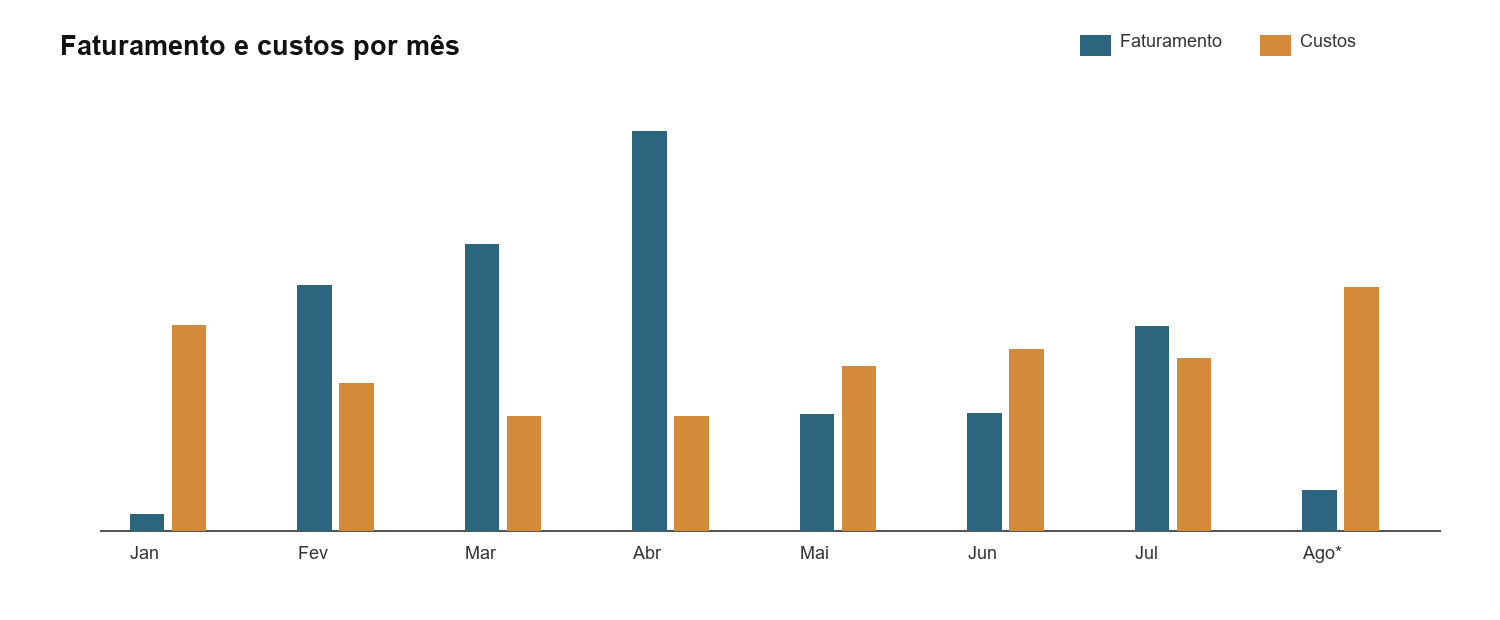 Faturamento e custos por mês
Faturamento
Custos
Jan
Fev
Mar
Abr
Mai
Jun
Jul
Ago*